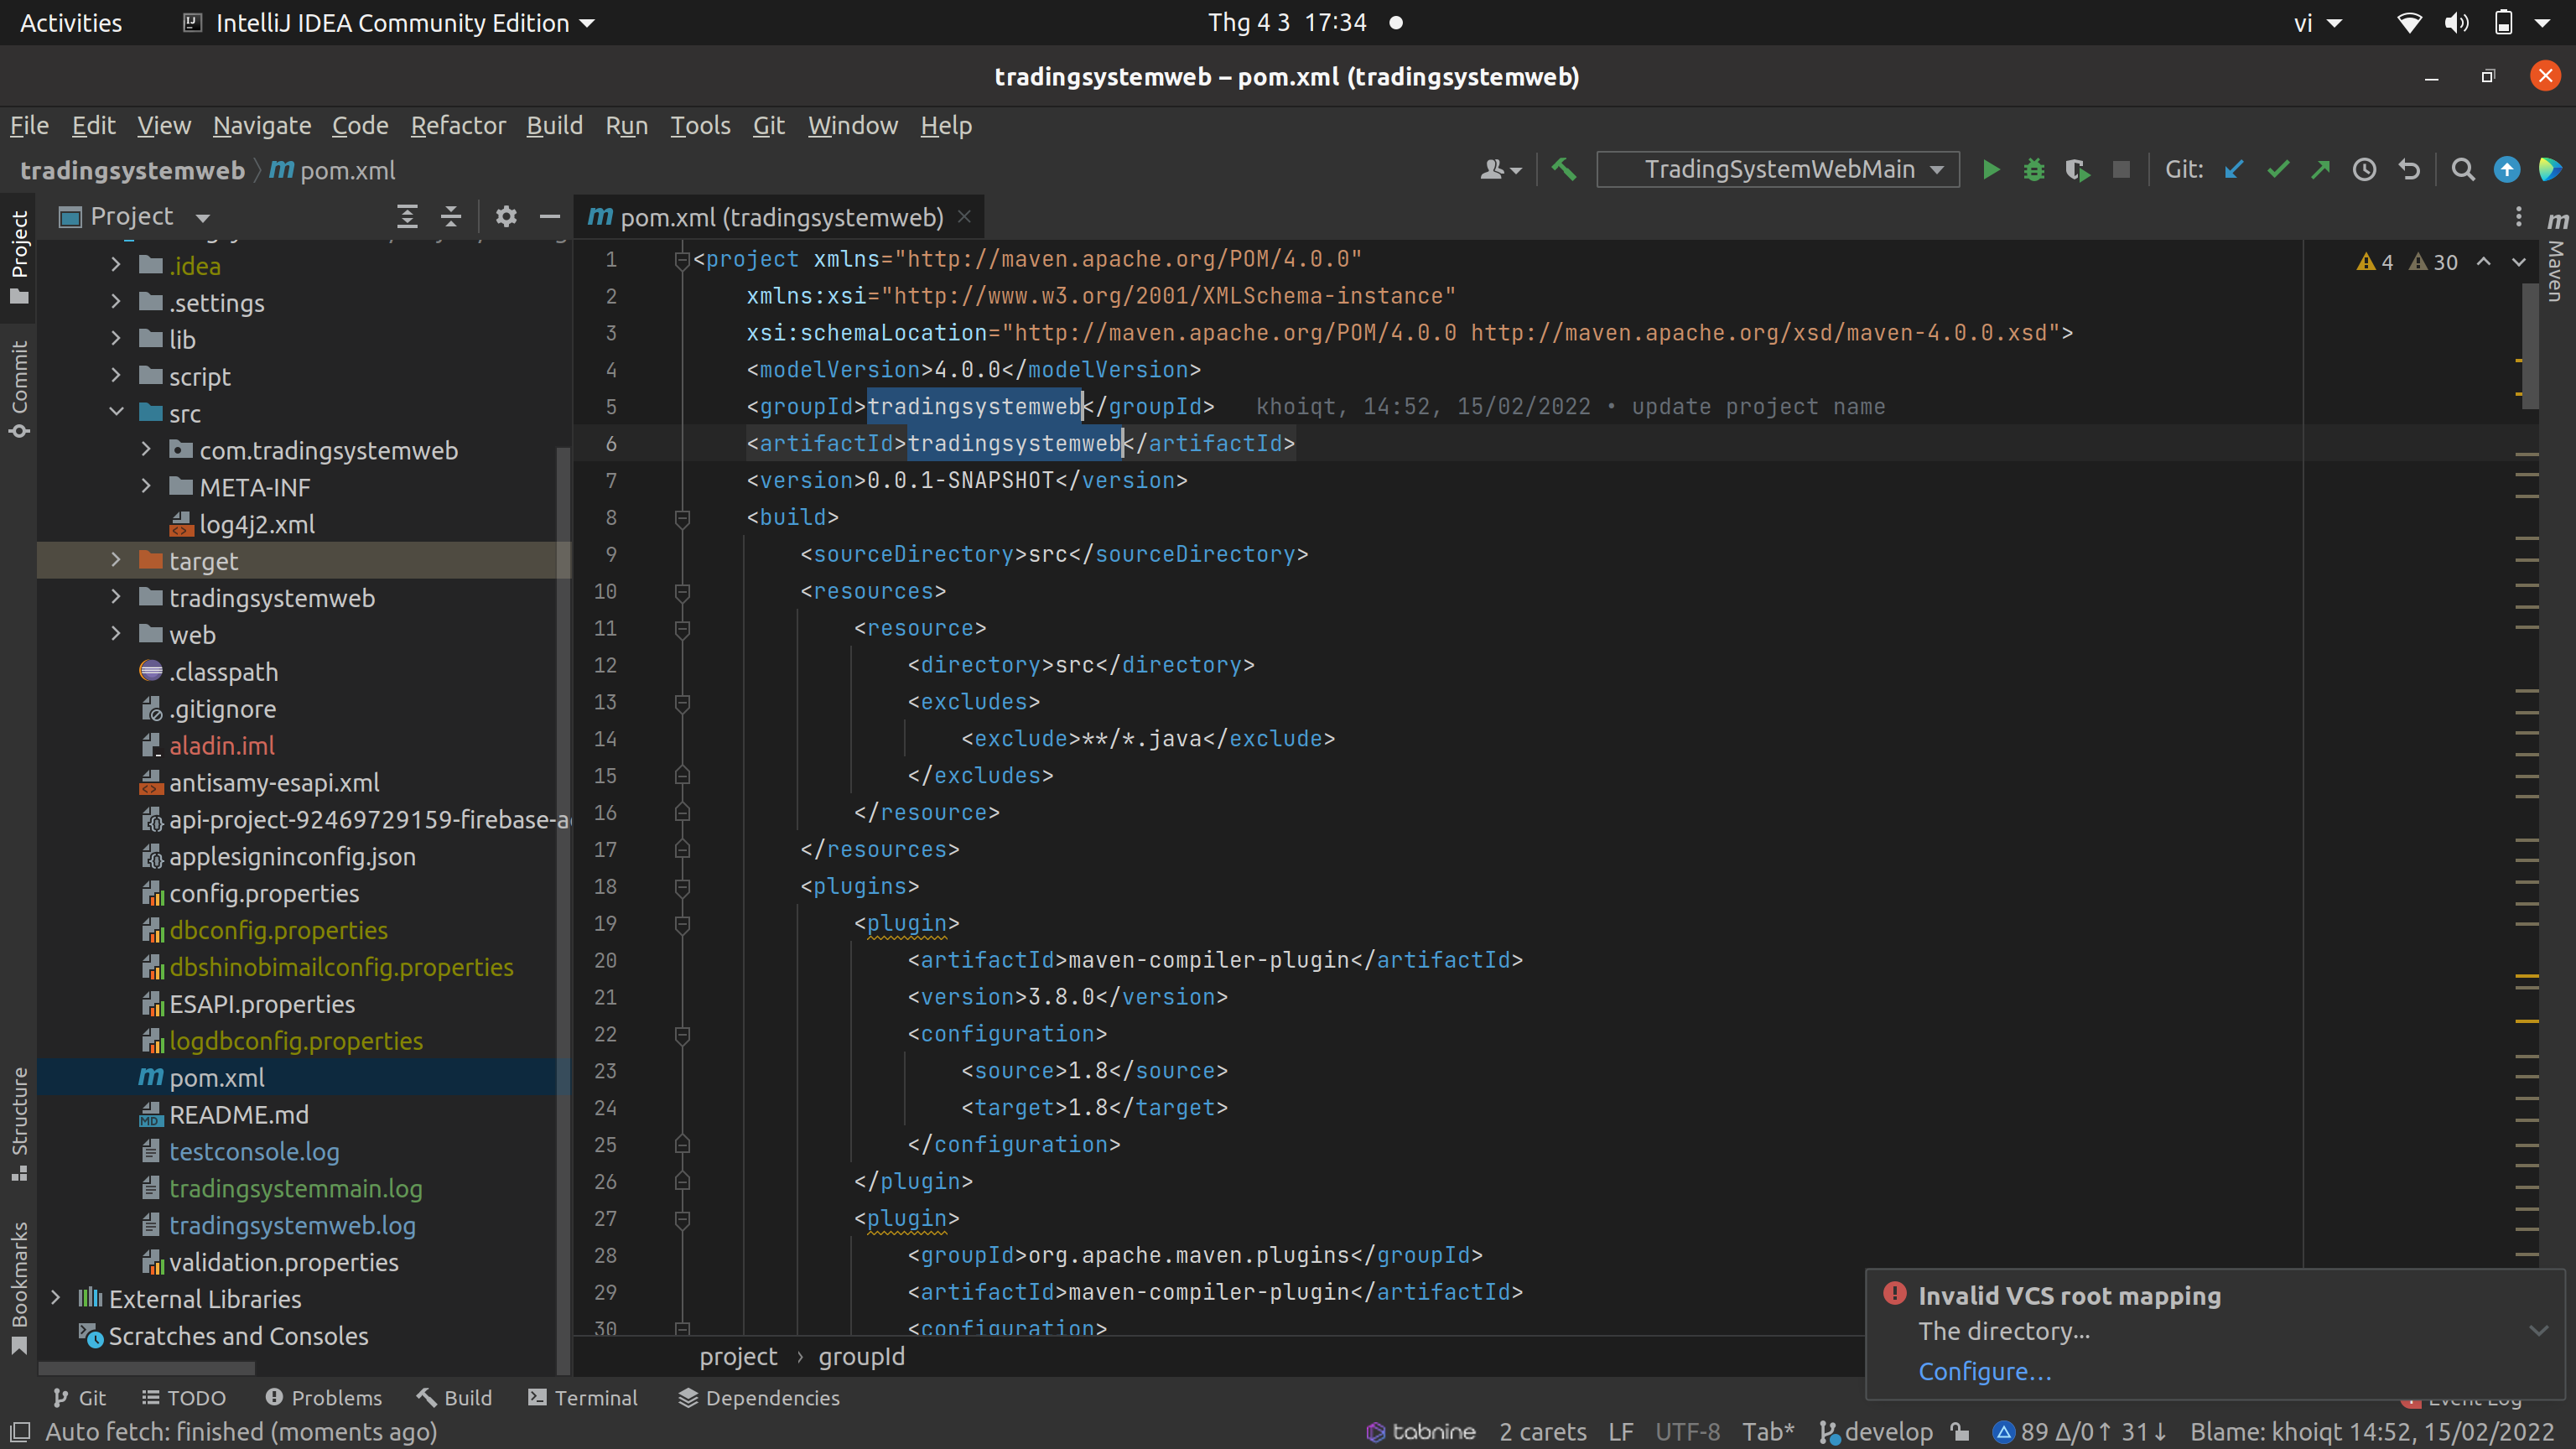 Activities IntelliJ IDEA Community Edition Thg 4 3 17:34 vi
tradingsystemweb – pom.xml (tradingsystemweb)
File Edit View Navigate Code Refactor Build Run Tools Git Window Help
tradingsystemweb pom.xml TradingSystemWebMain Git:
Project
pom.xml (tradingsystemweb)
Project
Commit
Structure
Bookmarks
.idea
.settings
lib
script
src
com.tradingsystemweb
META-INF
log4j2.xml
target
tradingsystemweb
web
.classpath
.gitignore
aladin.iml
antisamy-esapi.xml
api-project-92469729159-firebase-a
applesigninconfig.json
config.properties
dbconfig.properties
dbshinobimailconfig.properties
ESAPI.properties
logdbconfig.properties
pom.xml
README.md
testconsole.log
tradingsystemmain.log
tradingsystemweb.log
validation.properties
External Libraries
Scratches and Consoles
1 <project xmlns="http://maven.apache.org/POM/4.0.0"
2 xmlns:xsi="http://www.w3.org/2001/XMLSchema-instance"
3 xsi:schemaLocation="http://maven.apache.org/POM/4.0.0 http://maven.apache.org/xsd/maven-4.0.0.xsd">
4 <modelVersion>4.0.0</modelVersion>
5 <groupId>tradingsystemweb</groupId> khoiqt, 14:52, 15/02/2022 • update project name
6 <artifactId>tradingsystemweb</artifactId>
7 <version>0.0.1-SNAPSHOT</version>
8 <build>
9 <sourceDirectory>src</sourceDirectory>
10 <resources>
11 <resource>
12 <directory>src</directory>
13 <excludes>
14 <exclude>**/*.java</exclude>
15 </excludes>
16 </resource>
17 </resources>
18 <plugins>
19 <plugin>
20 <artifactId>maven-compiler-plugin</artifactId>
21 <version>3.8.0</version>
22 <configuration>
23 <source>1.8</source>
24 <target>1.8</target>
25 </configuration>
26 </plugin>
27 <plugin>
28 <groupId>org.apache.maven.plugins</groupId>
29 <artifactId>maven-compiler-plugin</artifactId>
30 <configuration>
4 30
Maven
project › groupId
Invalid VCS root mapping
The directory...
Configure...
Git TODO Problems Build Terminal Dependencies Event Log
Auto fetch: finished (moments ago) tabnine 2 carets LF UTF-8 Tab* develop 89 Δ/0↑ 31↓ Blame: khoiqt 14:52, 15/02/2022